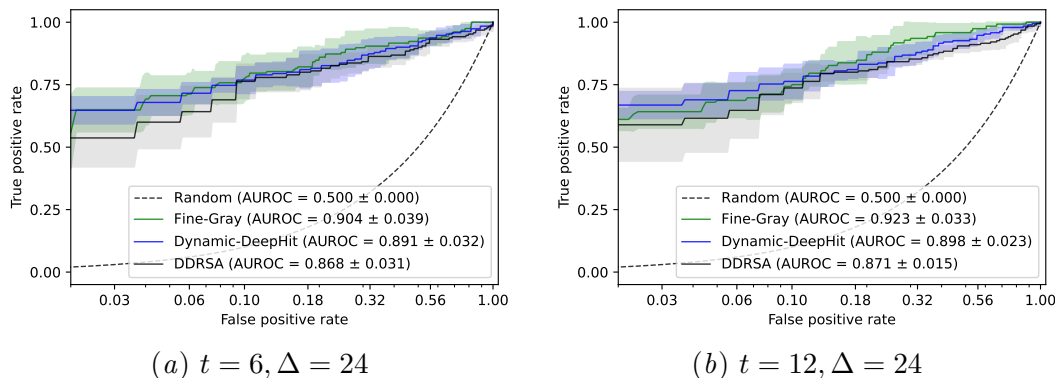 1.00
0.75
0.50
0.25
0.00
True positive rate
Random (AUROC = 0.500 ± 0.000)
Fine-Gray (AUROC = 0.904 ± 0.039)
Dynamic-DeepHit (AUROC = 0.891 ± 0.032)
DDRSA (AUROC = 0.868 ± 0.031)
0.03 0.06 0.10 0.18 0.32 0.56 1.00
False positive rate
(a) t = 6, Δ = 24
1.00
0.75
0.50
0.25
0.00
True positive rate
Random (AUROC = 0.500 ± 0.000)
Fine-Gray (AUROC = 0.923 ± 0.033)
Dynamic-DeepHit (AUROC = 0.898 ± 0.023)
DDRSA (AUROC = 0.871 ± 0.015)
0.03 0.06 0.10 0.18 0.32 0.56 1.00
False positive rate
(b) t = 12, Δ = 24